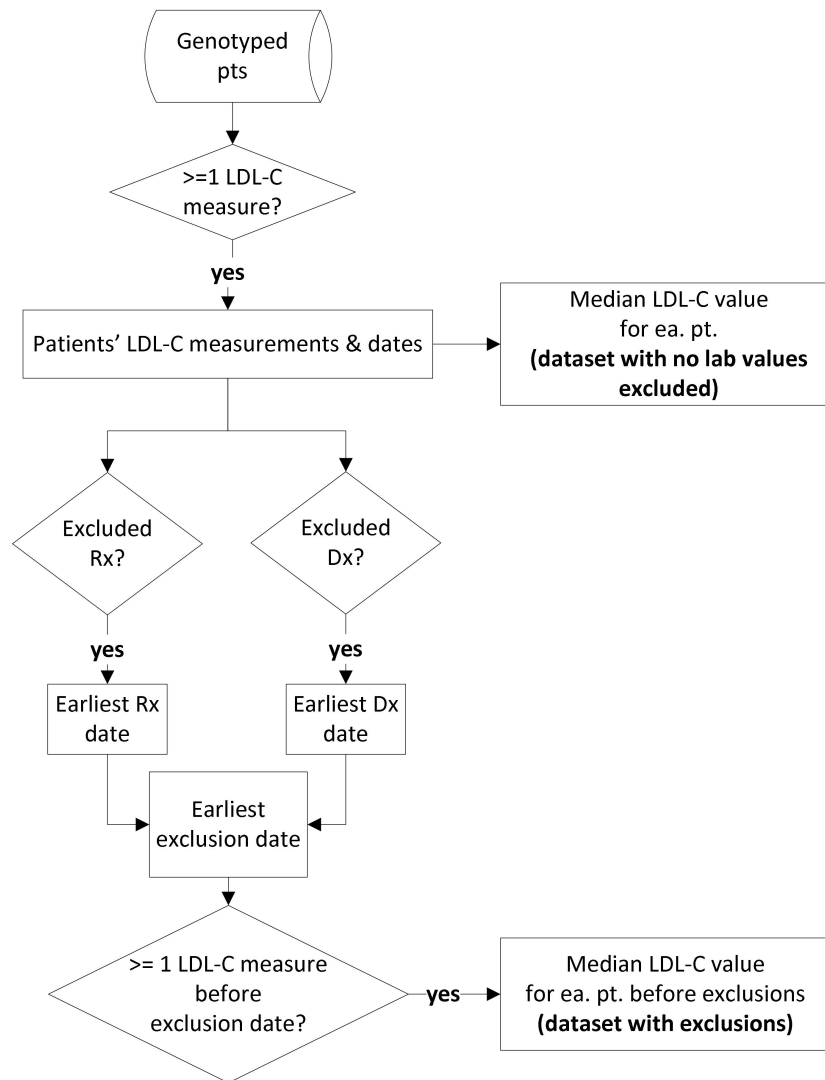 Genotyped
pts
>=1 LDL-C
measure?
yes
Patients' LDL-C measurements & dates
Median LDL-C value
for ea. pt.
(dataset with no lab values
excluded)
Excluded
Rx?
Excluded
Dx?
yes
yes
Earliest Rx
date
Earliest Dx
date
Earliest
exclusion date
>= 1 LDL-C measure
before
exclusion date?
yes
Median LDL-C value
for ea. pt. before exclusions
(dataset with exclusions)